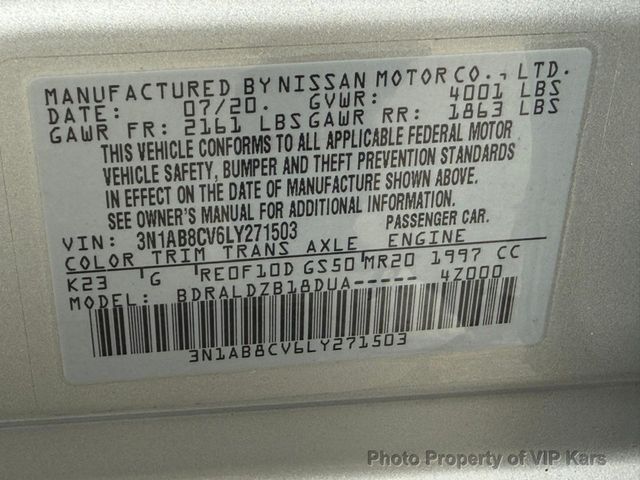 MANUFACTURED BY NISSAN MOTOR CO., LTD.
DATE: 07/20. GVWR: 4001 LBS
GAWR FR: 2161 LBS GAWR RR: 1863 LBS
THIS VEHICLE CONFORMS TO ALL APPLICABLE FEDERAL MOTOR
VEHICLE SAFETY, BUMPER AND THEFT PREVENTION STANDARDS
IN EFFECT ON THE DATE OF MANUFACTURE SHOWN ABOVE.
SEE OWNER'S MANUAL FOR ADDITIONAL INFORMATION.
VIN: 3N1AB8CV6LY271503 PASSENGER CAR.
COLOR TRIM TRANS AXLE ENGINE
K23 G RE0F10D GS50 MR20 1997 CC
MODEL: BDRALDZB18DUA----- 4Z000
3N1AB8CV6LY271503
Photo Property of VIP Kars